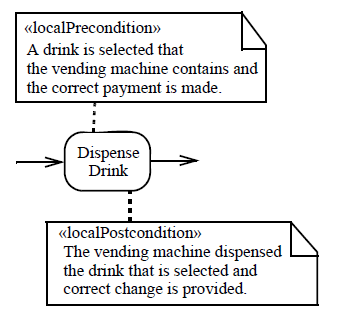 «localPrecondition»
A drink is selected that
the vending machine contains and
the correct payment is made.
Dispense
Drink
«localPostcondition»
The vending machine dispensed
the drink that is selected and
correct change is provided.